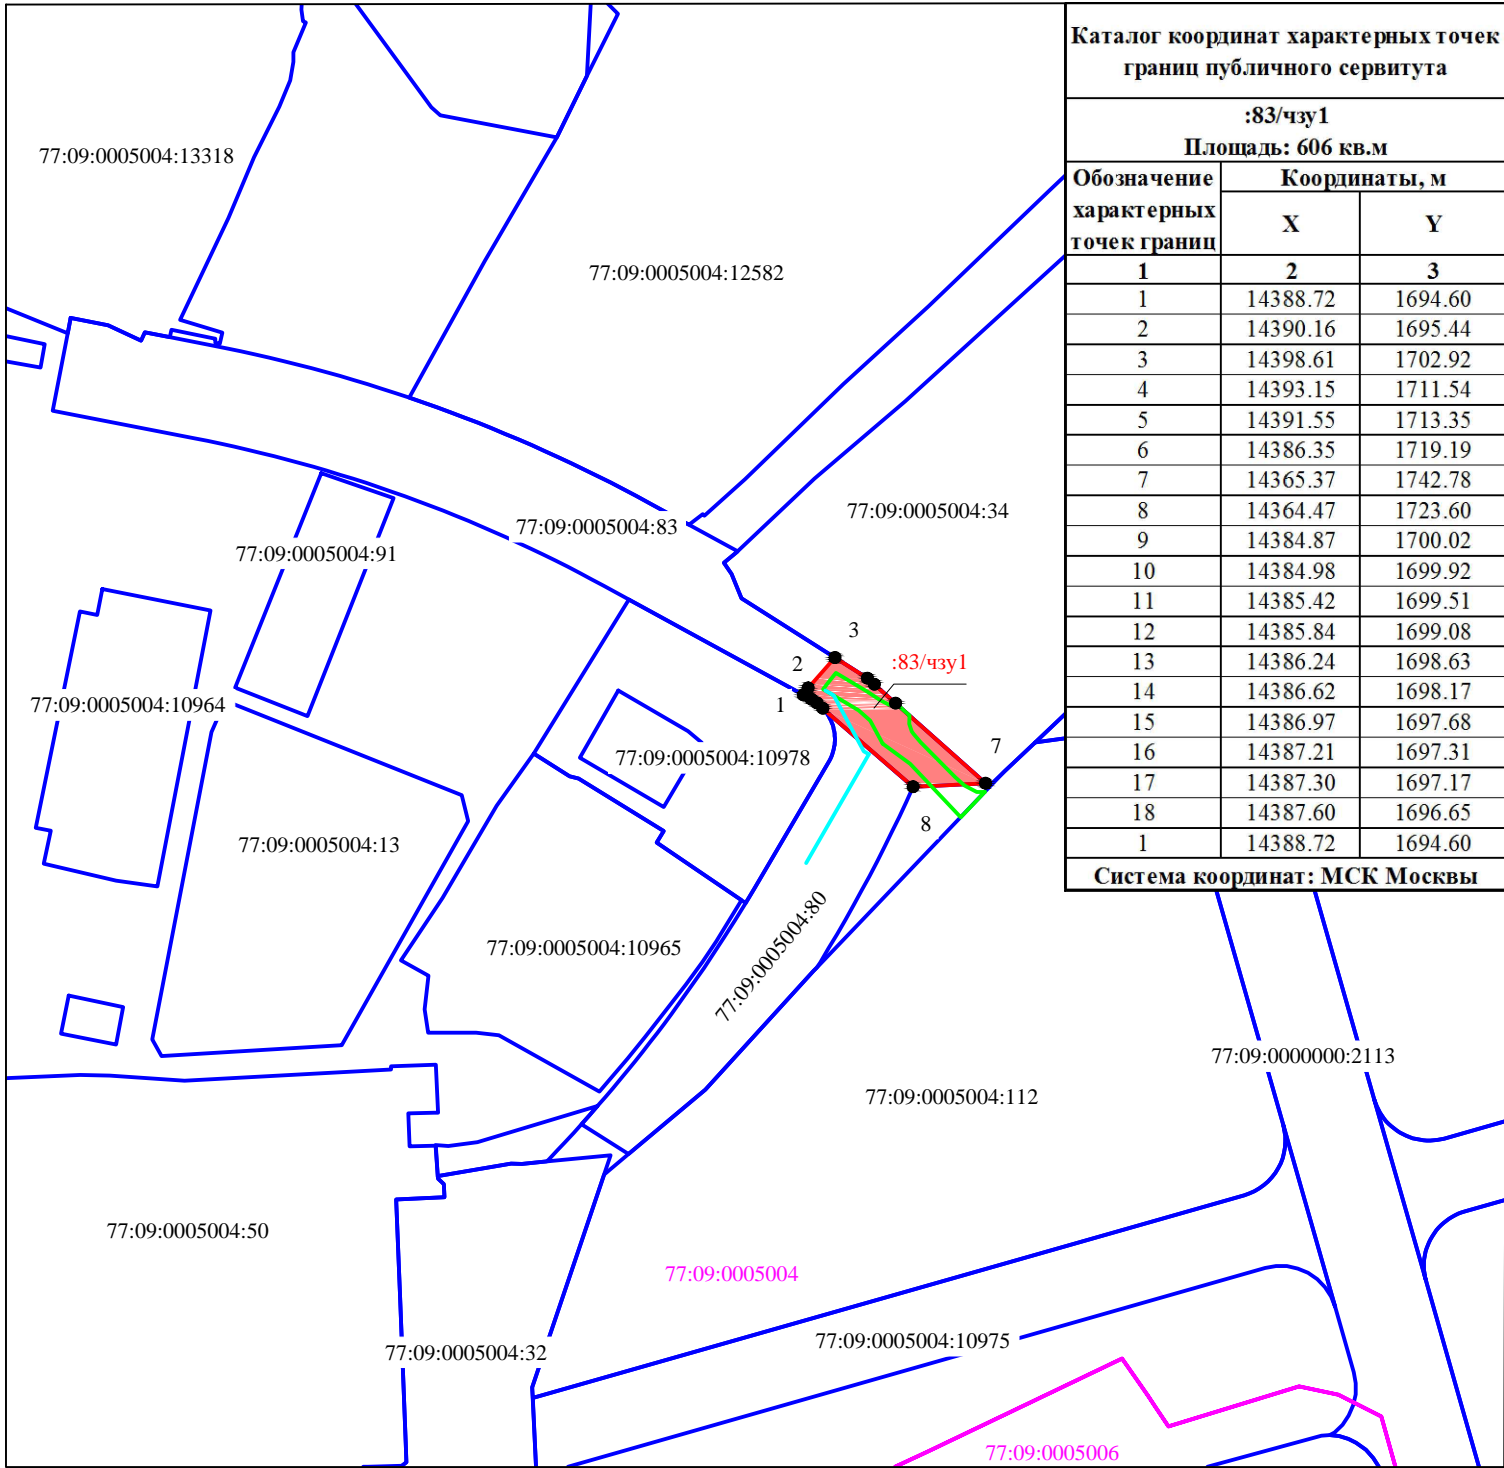 Каталог координат характерных точек
границ публичного сервитута
:83/чзу1
Площадь: 606 кв.м
Обозначение характерных точек границ
Координаты, м
X Y
1 2 3
1 14388.72 1694.60
2 14390.16 1695.44
3 14398.61 1702.92
4 14393.15 1711.54
5 14391.55 1713.35
6 14386.35 1719.19
7 14365.37 1742.78
8 14364.47 1723.60
9 14384.87 1700.02
10 14384.98 1699.92
11 14385.42 1699.51
12 14385.84 1699.08
13 14386.24 1698.63
14 14386.62 1698.17
15 14386.97 1697.68
16 14387.21 1697.31
17 14387.30 1697.17
18 14387.60 1696.65
1 14388.72 1694.60
Система координат: МСК Москвы
77:09:0005004:13318
77:09:0005004:12582
77:09:0005004:34
77:09:0005004:83
77:09:0005004:91
3
2
:83/чзу1
1
77:09:0005004:10964
77:09:0005004:10978
7
8
77:09:0005004:13
77:09:0005004:10965
77:09:0005004:80
77:09:0000000:2113
77:09:0005004:112
77:09:0005004:50
77:09:0005004
77:09:0005004:10975
77:09:0005004:32
77:09:0005006